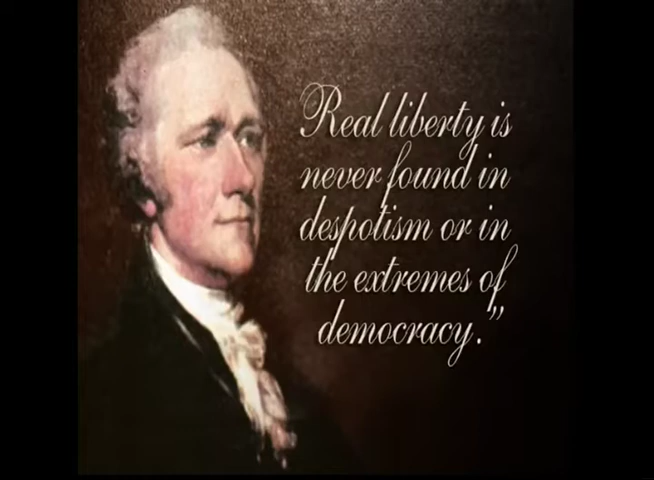 Real liberty is
never found in
despotism or in
the extremes of
democracy.”